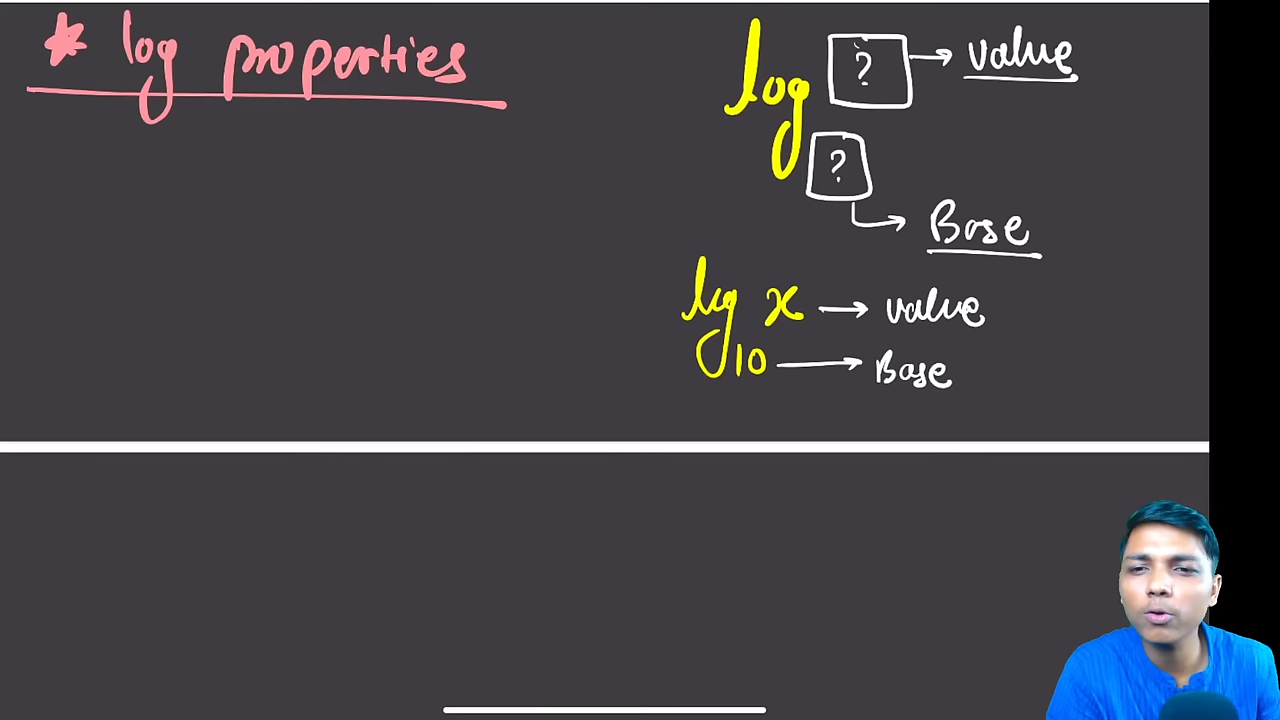 * log properties
log ? → value
? → Base
log x → value
10 → Base